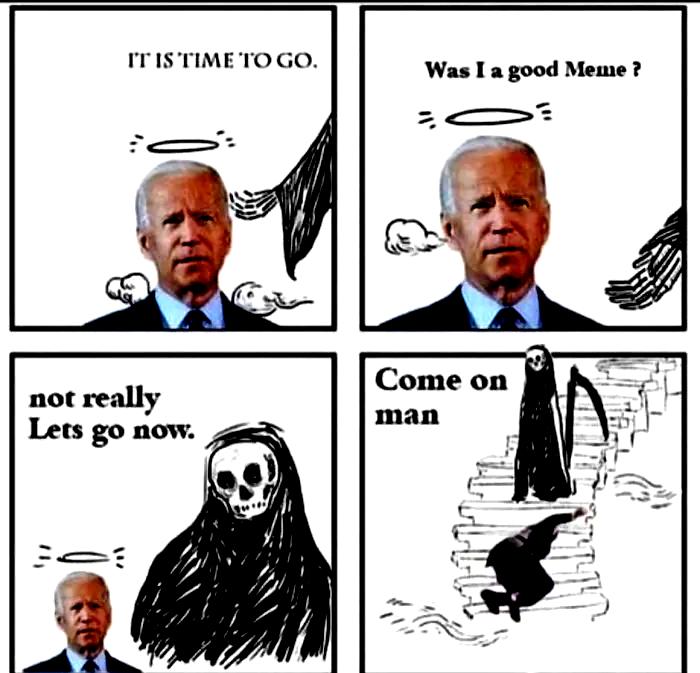 IT IS TIME TO GO.
Was I a good Meme ?
not really
Lets go now.
Come on
man